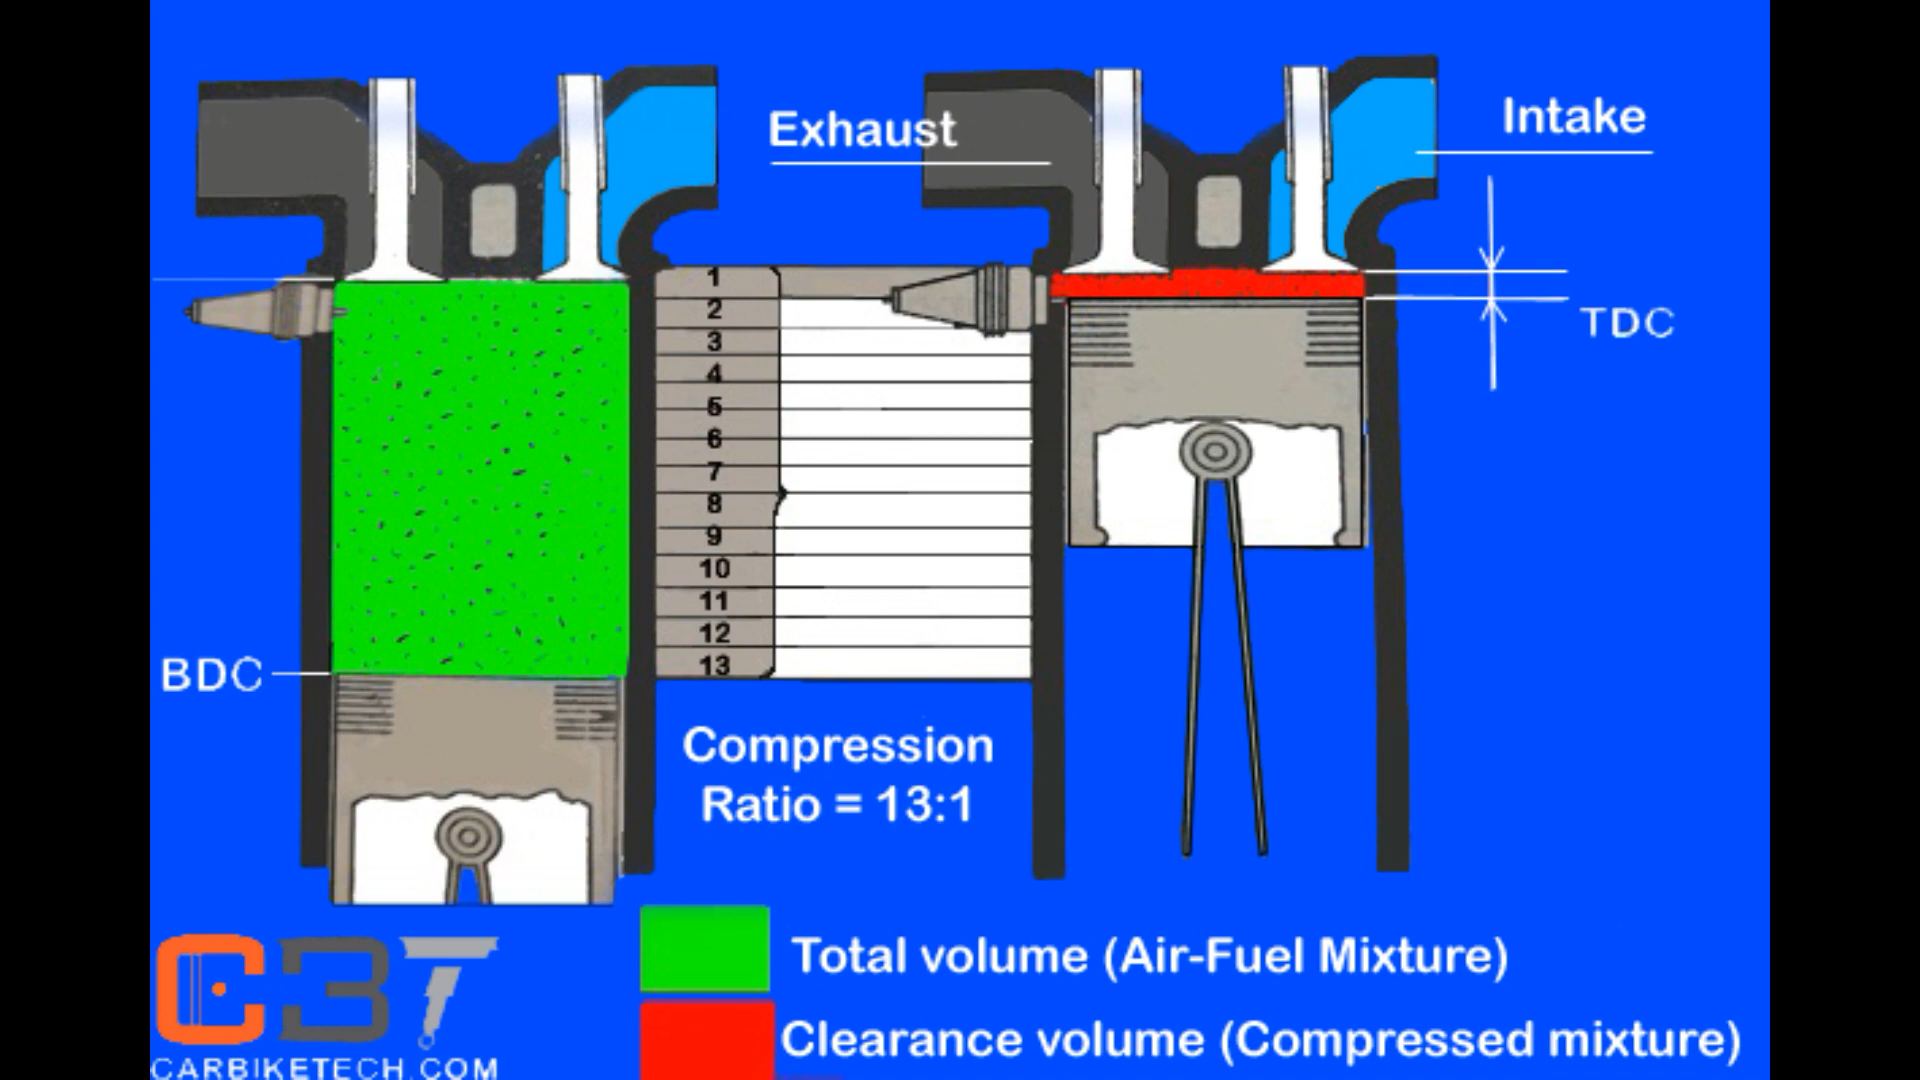 Exhaust
Intake
TDC
1
2
3
4
5
6
7
8
9
10
11
12
13
BDC
Compression
Ratio = 13:1
Total volume (Air-Fuel Mixture)
Clearance volume (Compressed mixture)
CBT
CARBIKETECH.COM